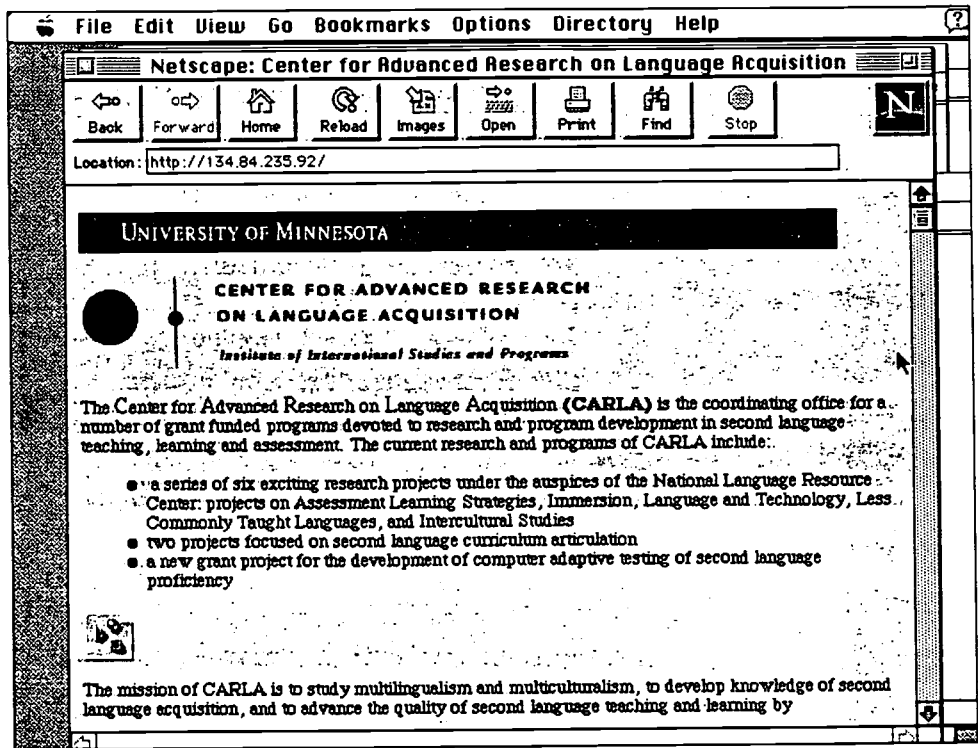 File Edit View Go Bookmarks Options Directory Help ?
Netscape: Center for Advanced Research on Language Acquisition
Back Forward Home Reload Images Open Print Find Stop N
Location: http://134.84.235.92/
UNIVERSITY OF MINNESOTA
CENTER FOR ADVANCED RESEARCH
ON LANGUAGE ACQUISITION
Institute of International Studies and Programs
The Center for Advanced Research on Language Acquisition (CARLA) is the coordinating office for a
number of grant funded programs devoted to research and program development in second language
teaching, learning and assessment. The current research and programs of CARLA include:
• a series of six exciting research projects under the auspices of the National Language Resource
Center: projects on Assessment Learning Strategies, Immersion, Language and Technology, Less
Commonly Taught Languages, and Intercultural Studies
• two projects focused on second language curriculum articulation
• a new grant project for the development of computer adaptive testing of second language
proficiency
The mission of CARLA is to study multilingualism and multiculturalism, to develop knowledge of second
language acquisition, and to advance the quality of second language teaching and learning by